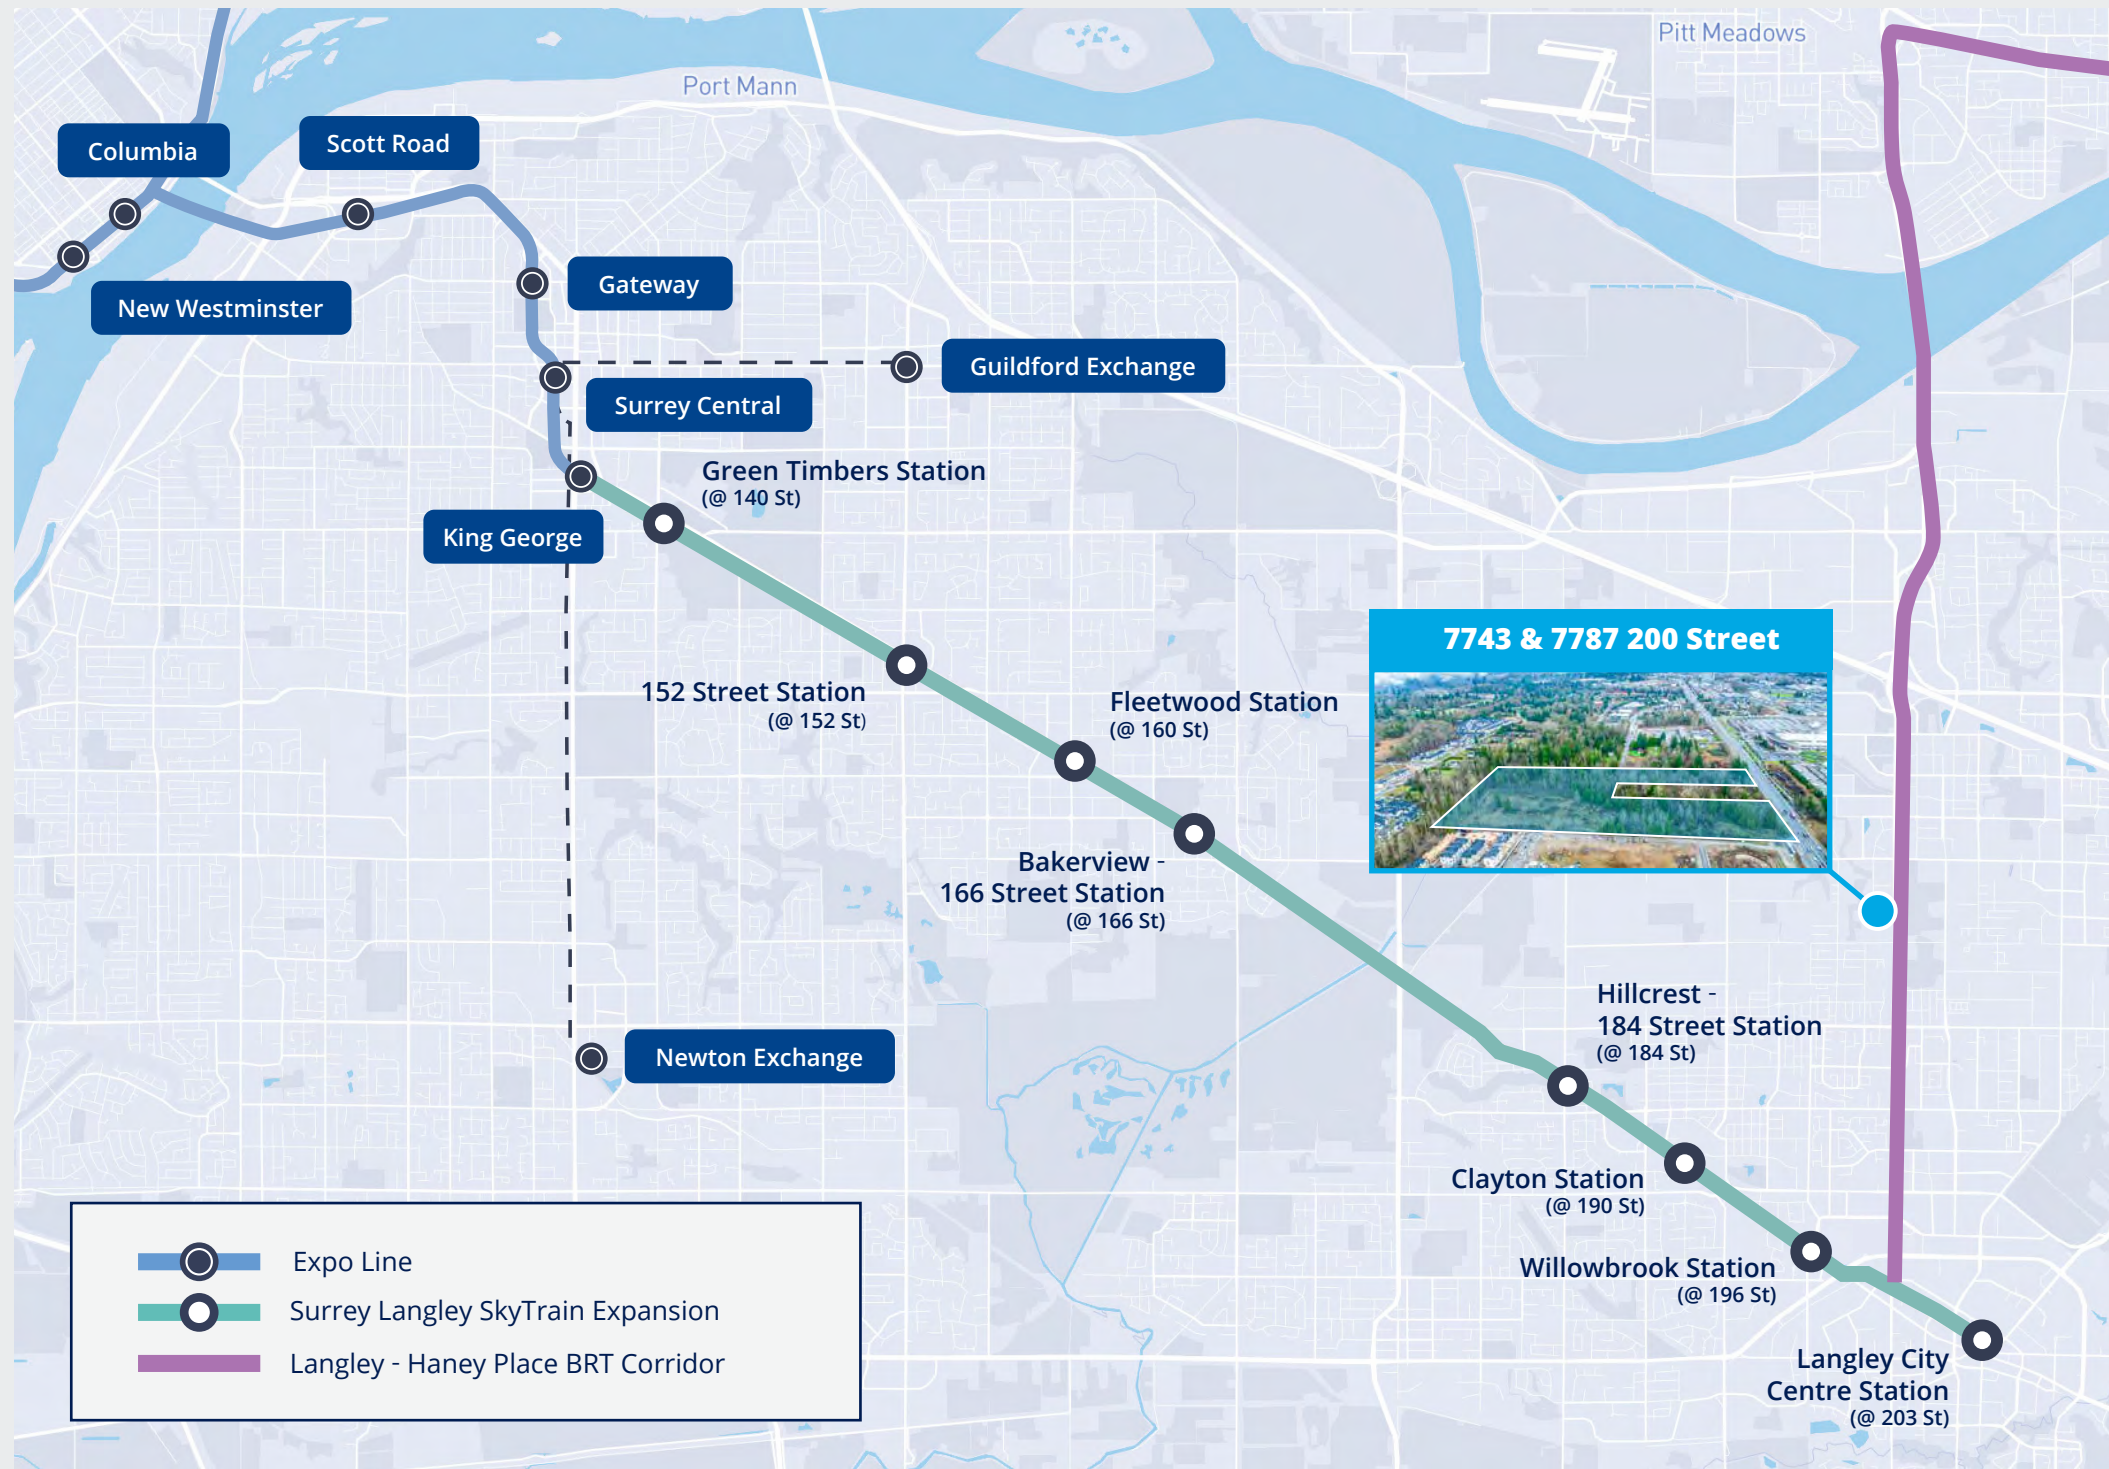 Pitt Meadows
Port Mann
Columbia
Scott Road
New Westminster
Gateway
Guildford Exchange
Surrey Central
Green Timbers Station
(@ 140 St)
King George
7743 & 7787 200 Street
152 Street Station
(@ 152 St)
Fleetwood Station
(@ 160 St)
Bakerview -
166 Street Station
(@ 166 St)
Hillcrest -
184 Street Station
(@ 184 St)
Newton Exchange
Clayton Station
(@ 190 St)
Willowbrook Station
(@ 196 St)
Langley City
Centre Station
(@ 203 St)
Expo Line
Surrey Langley SkyTrain Expansion
Langley - Haney Place BRT Corridor